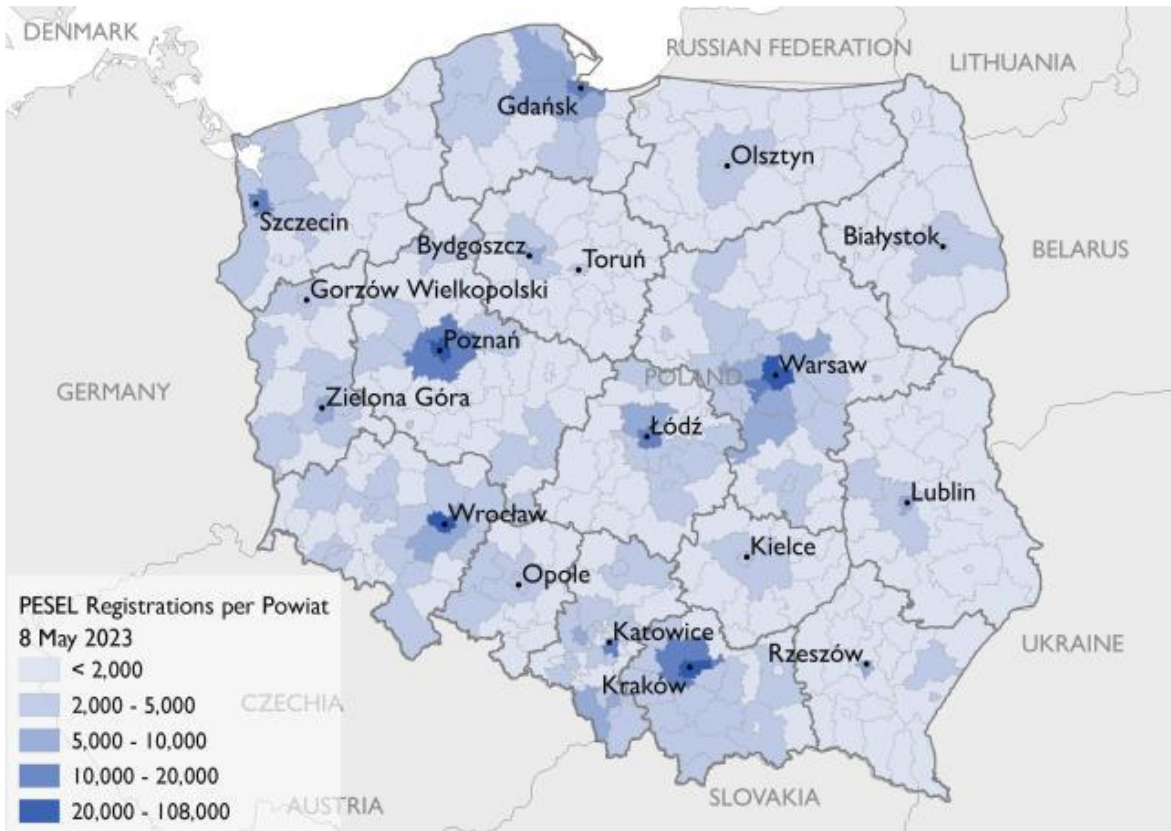 DENMARK
RUSSIAN FEDERATION
LITHUANIA
Gdańsk
Olsztyn
Szczecin
Białystok
Bydgoszcz
Toruń
BELARUS
Gorzów Wielkopolski
Poznań
Warsaw
POLAND
GERMANY
Zielona Góra
Łódź
Lublin
Wrocław
Kielce
Opole
PESEL Registrations per Powiat
8 May 2023
< 2,000
2,000 - 5,000
5,000 - 10,000
10,000 - 20,000
20,000 - 108,000
Katowice
UKRAINE
Rzeszów
Kraków
CZECHIA
SLOVAKIA
AUSTRIA